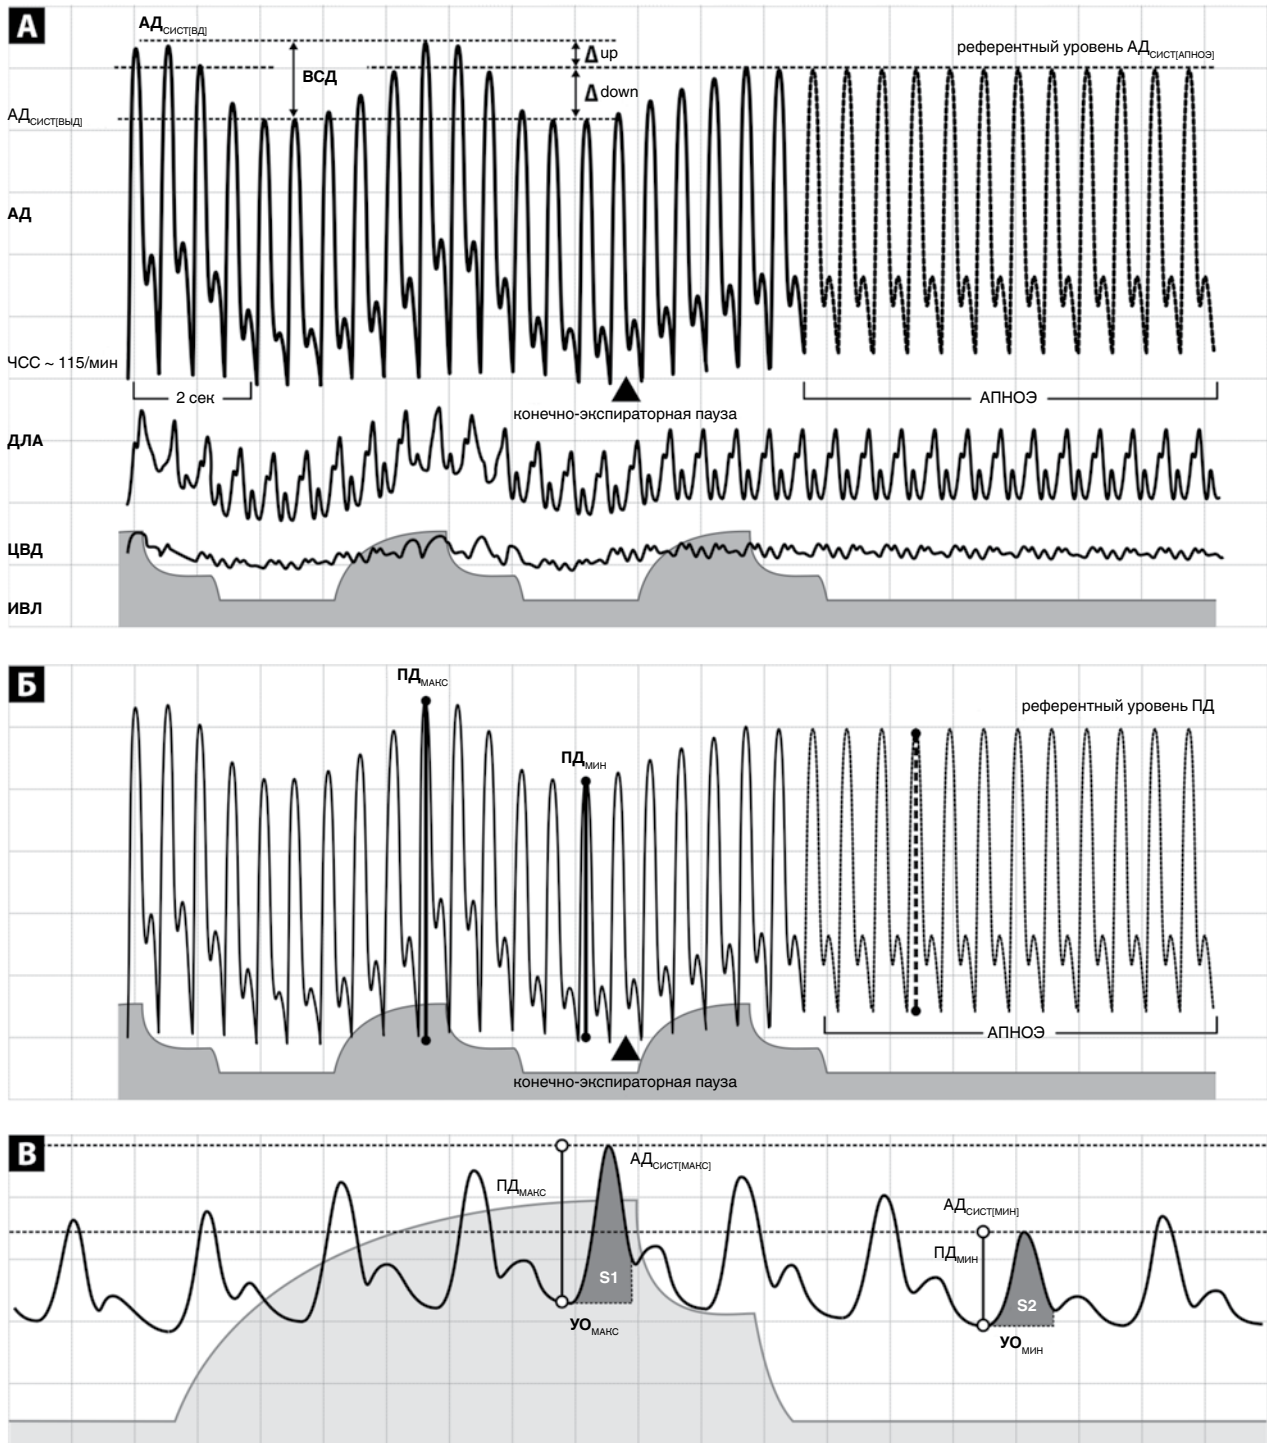 А
АДСИСТ[ВД]
референтный уровень АДСИСТ[АПНОЭ]
Δ up
ВСД
Δ down
АДСИСТ[ВЫД]
АД
ЧСС ~ 115/мин
2 сек
АПНОЭ
конечно-экспираторная пауза
ДЛА
ЦВД
ИВЛ
Б
ПДМАКС
референтный уровень ПД
ПДМИН
АПНОЭ
конечно-экспираторная пауза
В
АДСИСТ[МАКС]
ПДМАКС
АДСИСТ[МИН]
ПДМИН
S1
S2
УОМАКС
УОМИН